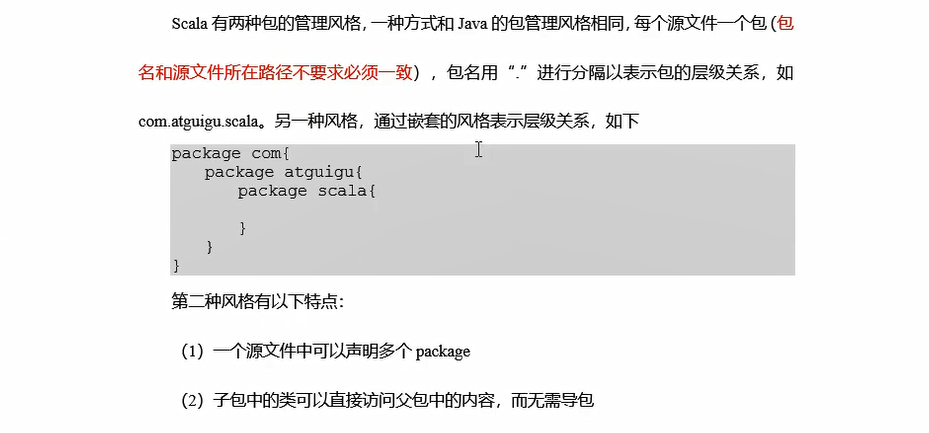 Scala 有两种包的管理风格，一种方式和 Java 的包管理风格相同，每个源文件一个包（包
名和源文件所在路径不要求必须一致），包名用“.”进行分隔以表示包的层级关系，如
com.atguigu.scala。另一种风格，通过嵌套的风格表示层级关系，如下
package com{
    package atguigu{
        package scala{
        }
    }
}
第二种风格有以下特点：
（1）一个源文件中可以声明多个 package
（2）子包中的类可以直接访问父包中的内容，而无需导包